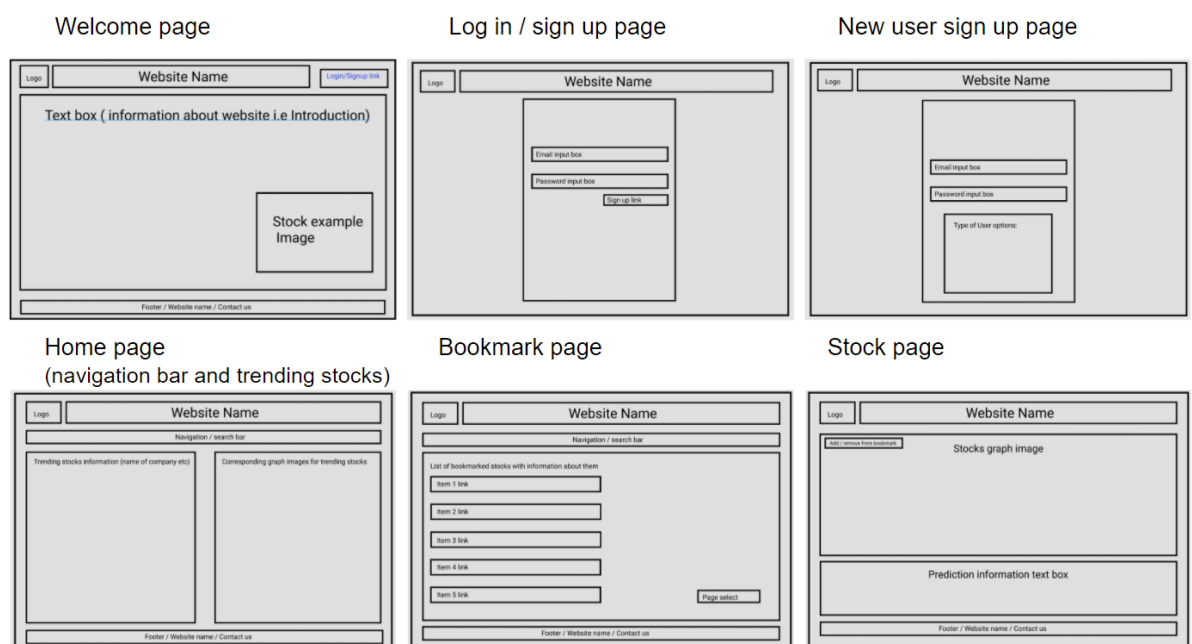 Welcome page
Logo
Website Name
Login/Signup link
Text box ( information about website i.e Introduction)
Stock example
Image
Footer / Website name / Contact us
Log in / sign up page
Logo
Website Name
Email input box
Password input box
Sign up link
New user sign up page
Logo
Website Name
Email input box
Password input box
Type of User options:
Home page
(navigation bar and trending stocks)
Logo
Website Name
Navigation / search bar
Trending stocks information (name of company etc)
Corresponding graph images for trending stocks
Footer / Website name / Contact us
Bookmark page
Logo
Website Name
Navigation / search bar
List of bookmarked stocks with information about them
Item 1 link
Item 2 link
Item 3 link
Item 4 link
Item 5 link
Page select
Footer / Website name / Contact us
Stock page
Logo
Website Name
Add / remove from bookmark
Stocks graph image
Prediction information text box
Footer / Website name / Contact us